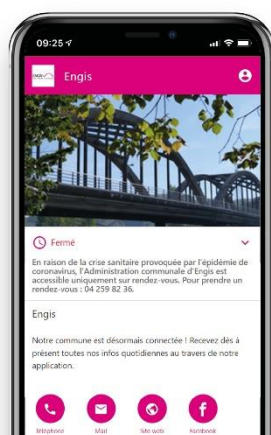 09:25
Engis
Fermé
En raison de la crise sanitaire provoquée par l'épidémie de
coronavirus, l'Administration communale d'Engis est
accessible uniquement sur rendez-vous. Pour prendre un
rendez-vous : 04 259 82 36.
Engis
Notre commune est désormais connectée ! Recevez dès à
présent toutes nos infos quotidiennes au travers de notre
application.
Téléphone Mail Site web Facebook